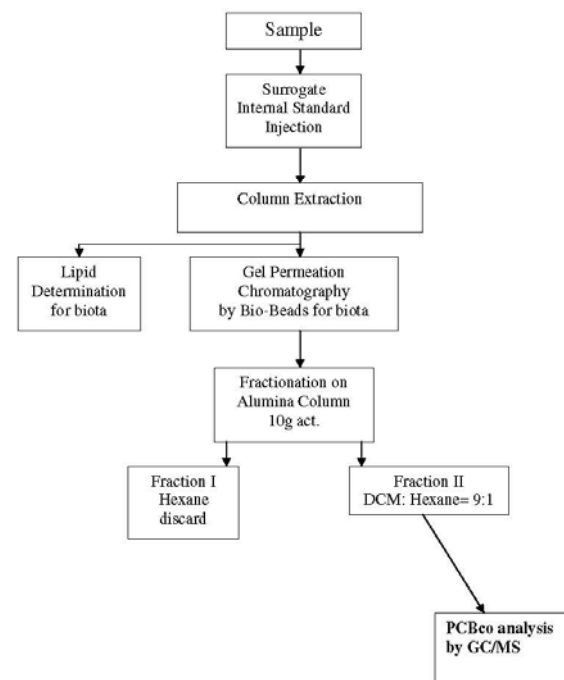 Sample
Surrogate
Internal Standard
Injection
Column Extraction
Lipid
Determination
for biota
Gel Permeation
Chromatography
by Bio-Beads for biota
Fractionation on
Alumina Column
10g act.
Fraction I
Hexane
discard
Fraction II
DCM: Hexane= 9:1
PCBco analysis
by GC/MS